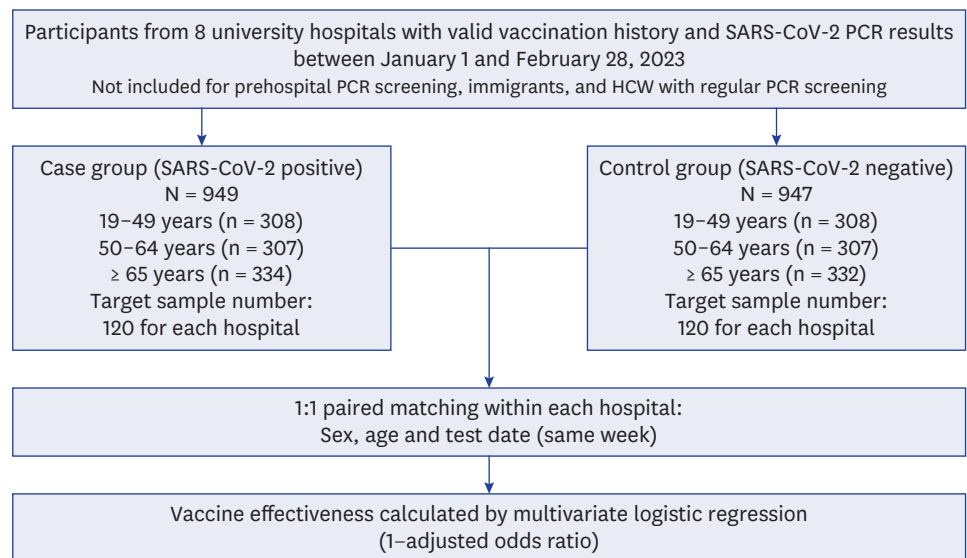 Participants from 8 university hospitals with valid vaccination history and SARS-CoV-2 PCR results
between January 1 and February 28, 2023
Not included for prehospital PCR screening, immigrants, and HCW with regular PCR screening
Case group (SARS-CoV-2 positive)
N = 949
19–49 years (n = 308)
50–64 years (n = 307)
≥ 65 years (n = 334)
Target sample number:
120 for each hospital
Control group (SARS-CoV-2 negative)
N = 947
19–49 years (n = 308)
50–64 years (n = 307)
≥ 65 years (n = 332)
Target sample number:
120 for each hospital
1:1 paired matching within each hospital:
Sex, age and test date (same week)
Vaccine effectiveness calculated by multivariate logistic regression
(1–adjusted odds ratio)